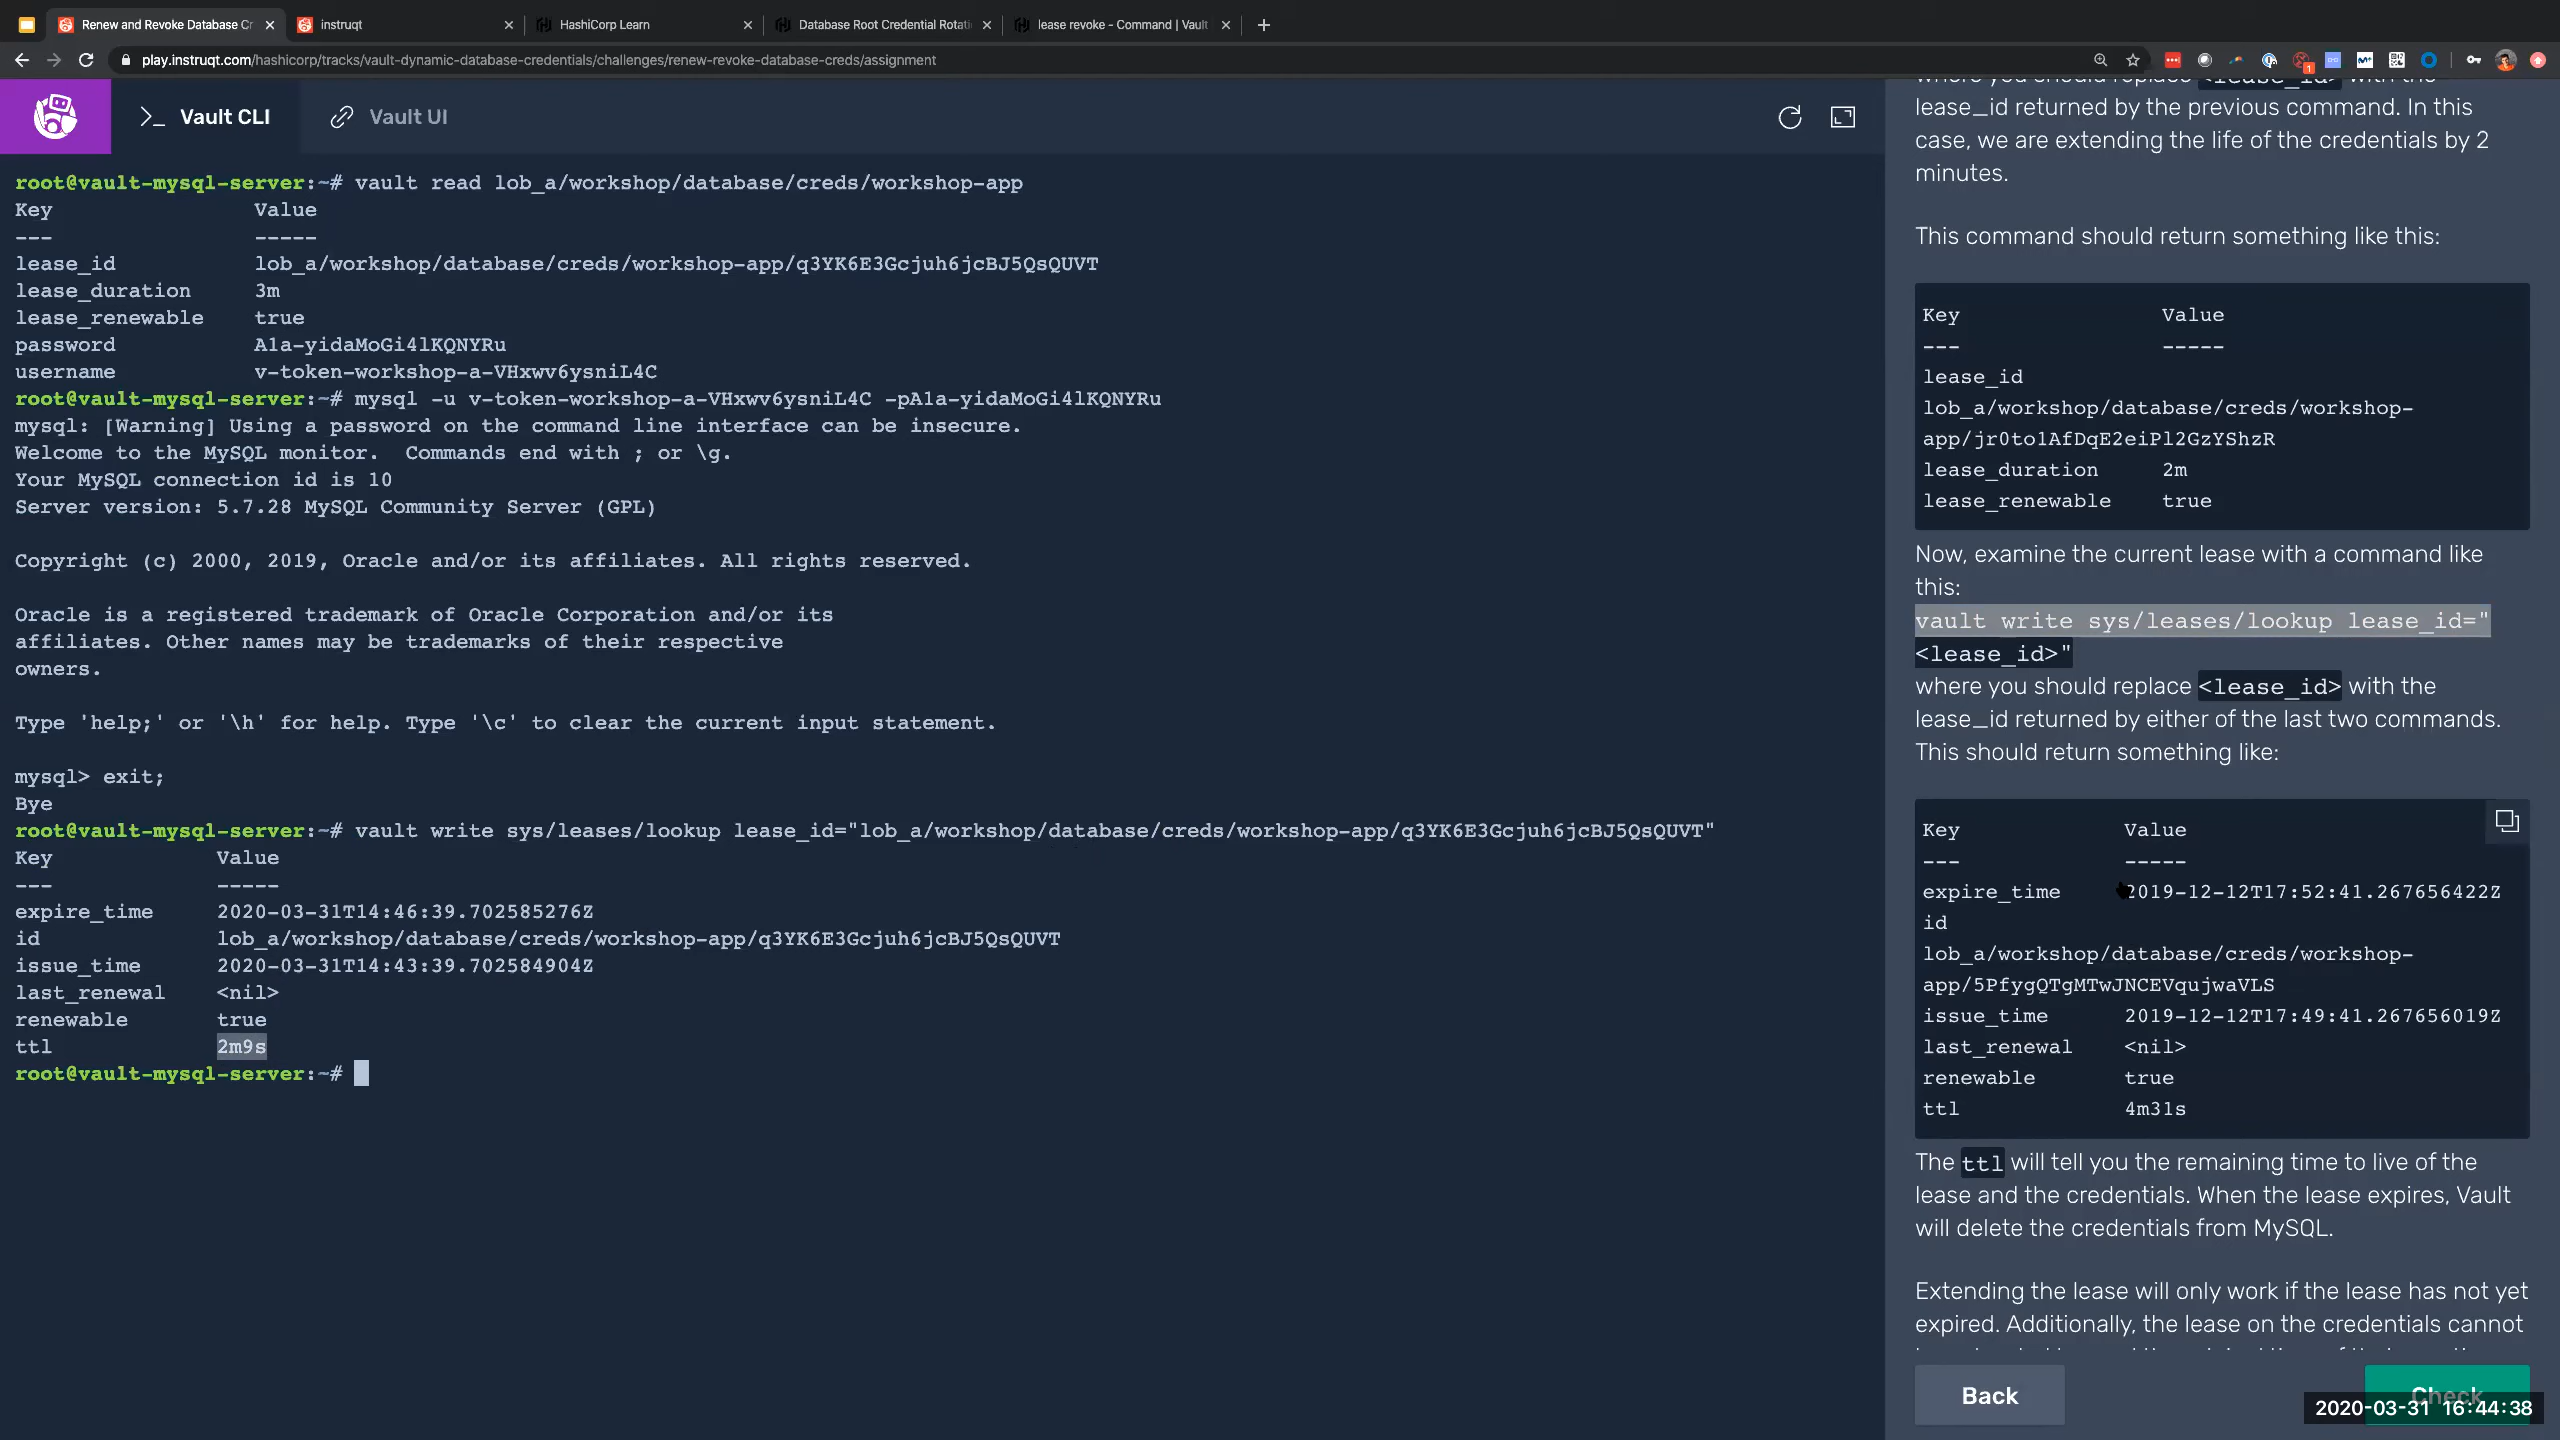 Renew and Revoke Database Cr
instruqt
HashiCorp Learn
Database Root Credential Rotati
lease revoke - Command | Vault
play.instruqt.com/hashicorp/tracks/vault-dynamic-database-credentials/challenges/renew-revoke-database-creds/assignment
>_ Vault CLI
Vault UI
root@vault-mysql-server:~# vault read lob_a/workshop/database/creds/workshop-app
Key Value
--- -----
lease_id lob_a/workshop/database/creds/workshop-app/q3YK6E3Gcjuh6jcBJ5QsQUVT
lease_duration 3m
lease_renewable true
password A1a-yidaMoGi4lKQNYRu
username v-token-workshop-a-VHxwv6ysniL4C
root@vault-mysql-server:~# mysql -u v-token-workshop-a-VHxwv6ysniL4C -pA1a-yidaMoGi4lKQNYRu
mysql: [Warning] Using a password on the command line interface can be insecure.
Welcome to the MySQL monitor.  Commands end with ; or \g.
Your MySQL connection id is 10
Server version: 5.7.28 MySQL Community Server (GPL)
Copyright (c) 2000, 2019, Oracle and/or its affiliates. All rights reserved.
Oracle is a registered trademark of Oracle Corporation and/or its
affiliates. Other names may be trademarks of their respective
owners.
Type 'help;' or '\h' for help. Type '\c' to clear the current input statement.
mysql> exit;
Bye
root@vault-mysql-server:~# vault write sys/leases/lookup lease_id="lob_a/workshop/database/creds/workshop-app/q3YK6E3Gcjuh6jcBJ5QsQUVT"
Key Value
--- -----
expire_time 2020-03-31T14:46:39.702585276Z
id lob_a/workshop/database/creds/workshop-app/q3YK6E3Gcjuh6jcBJ5QsQUVT
issue_time 2020-03-31T14:43:39.702584904Z
last_renewal <nil>
renewable true
ttl 2m9s
root@vault-mysql-server:~#
where you should replace <lease_id> with the
lease_id returned by the previous command. In this
case, we are extending the life of the credentials by 2
minutes.
This command should return something like this:
Key Value
--- -----
lease_id
lob_a/workshop/database/creds/workshop-
app/jr0to1AfDqE2eiPl2GzYShzR
lease_duration 2m
lease_renewable true
Now, examine the current lease with a command like
this:
vault write sys/leases/lookup lease_id="
<lease_id>"
where you should replace <lease_id> with the
lease_id returned by either of the last two commands.
This should return something like:
Key Value
--- -----
expire_time 2019-12-12T17:52:41.267656422Z
id
lob_a/workshop/database/creds/workshop-
app/5PfygQTgMTwJNCEVqujwaVLS
issue_time 2019-12-12T17:49:41.267656019Z
last_renewal <nil>
renewable true
ttl 4m31s
The ttl will tell you the remaining time to live of the
lease and the credentials. When the lease expires, Vault
will delete the credentials from MySQL.
Extending the lease will only work if the lease has not yet
expired. Additionally, the lease on the credentials cannot
Back
Check
2020-03-31 16:44:38